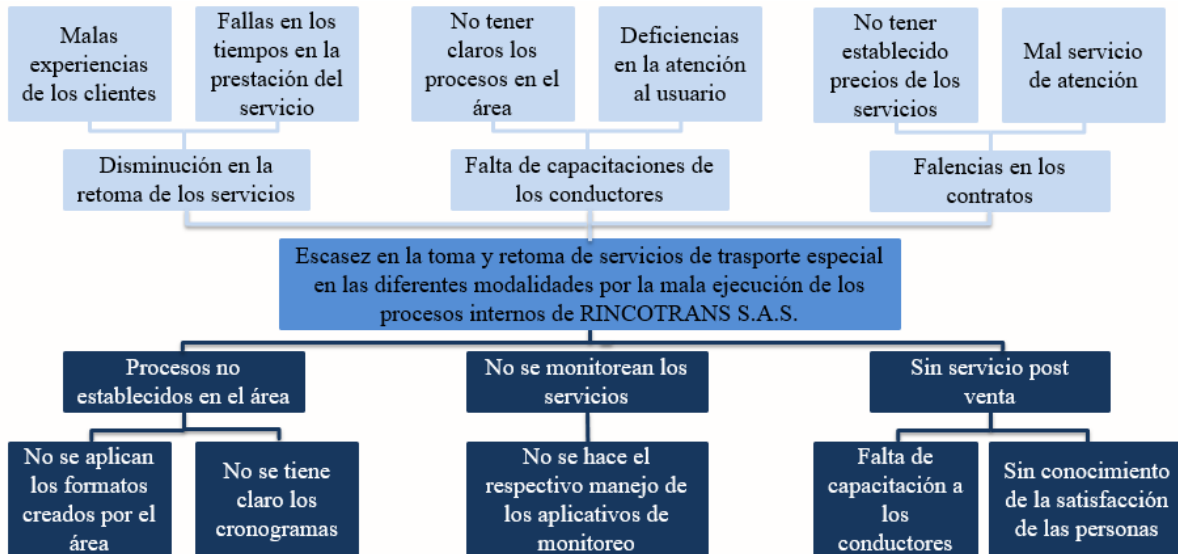 Malas
experiencias
de los clientes
Fallas en los
tiempos en la
prestación del
servicio
No tener
claros los
procesos en el
área
Deficiencias
en la atención
al usuario
No tener
establecido
precios de los
servicios
Mal servicio
de atención
Disminución en la
retoma de los servicios
Falta de capacitaciones de
los conductores
Falencias en los
contratos
Escasez en la toma y retoma de servicios de trasporte especial
en las diferentes modalidades por la mala ejecución de los
procesos internos de RINCOTRANS S.A.S.
Procesos no
establecidos en el área
No se monitorean los
servicios
Sin servicio post
venta
No se aplican
los formatos
creados por el
área
No se tiene
claro los
cronogramas
No se hace el
respectivo manejo de
los aplicativos de
monitoreo
Falta de
capacitación a
los
conductores
Sin conocimiento
de la satisfacción
de las personas